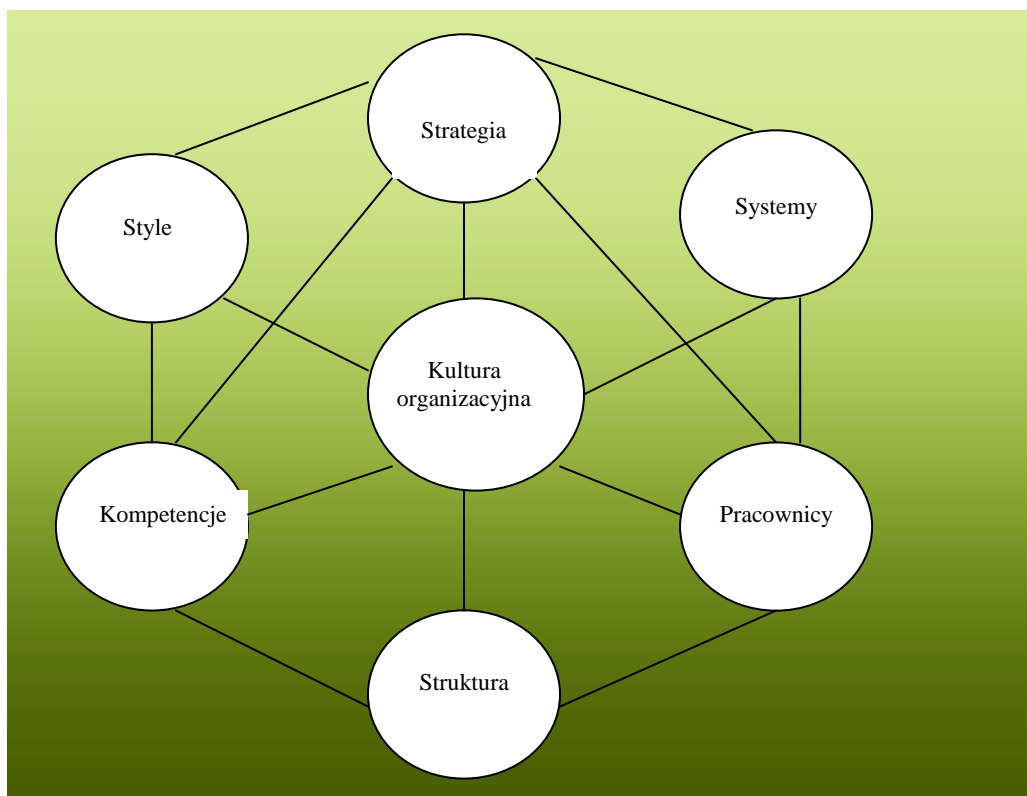 Strategia
Systemy
Style
Kultura
organizacyjna
Kompetencje
Pracownicy
Struktura